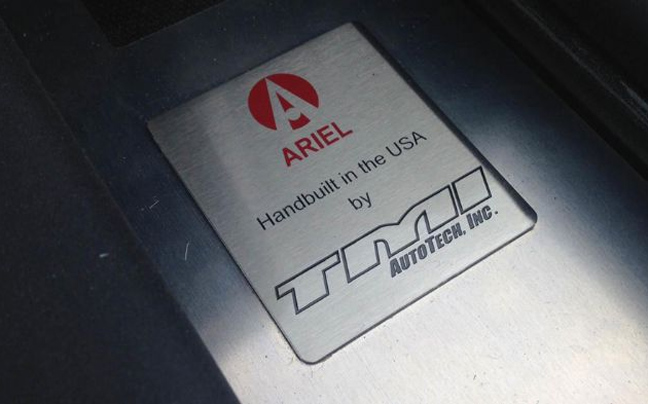 ARIEL
Handbuilt in the USA
by
TMI
AUTOTECH, INC.